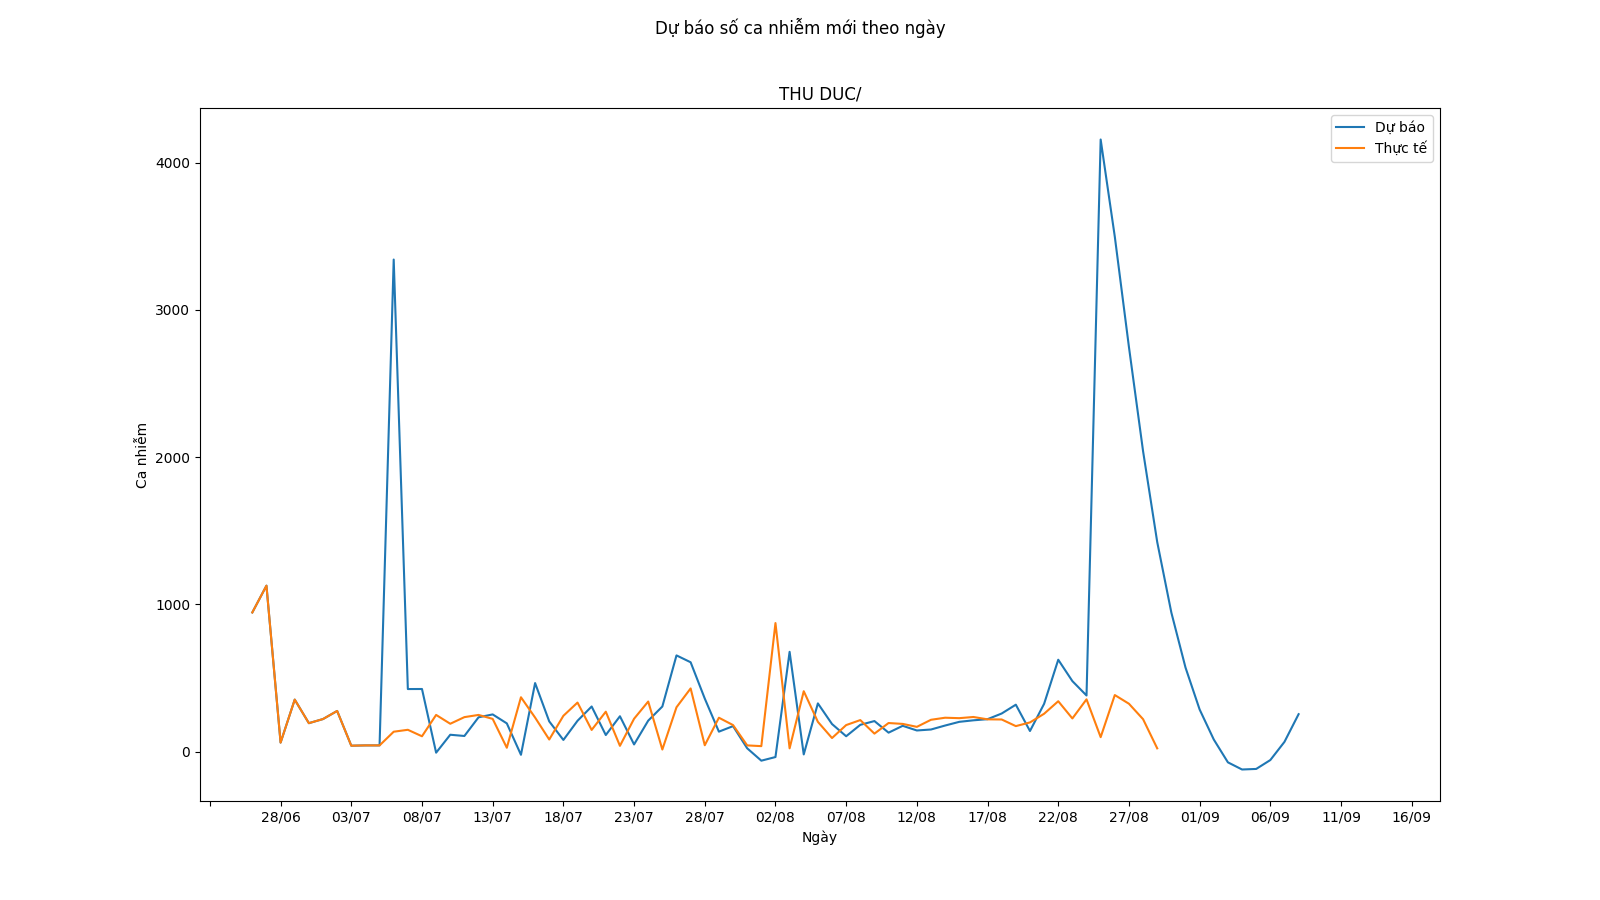 Dự báo số ca nhiễm mới theo ngày
THU DUC/
Dự báo
Thực tế
4000
3000
2000
1000
0
Ca nhiễm
28/06 03/07 08/07 13/07 18/07 23/07 28/07 02/08 07/08 12/08 17/08 22/08 27/08 01/09 06/09 11/09 16/09
Ngày